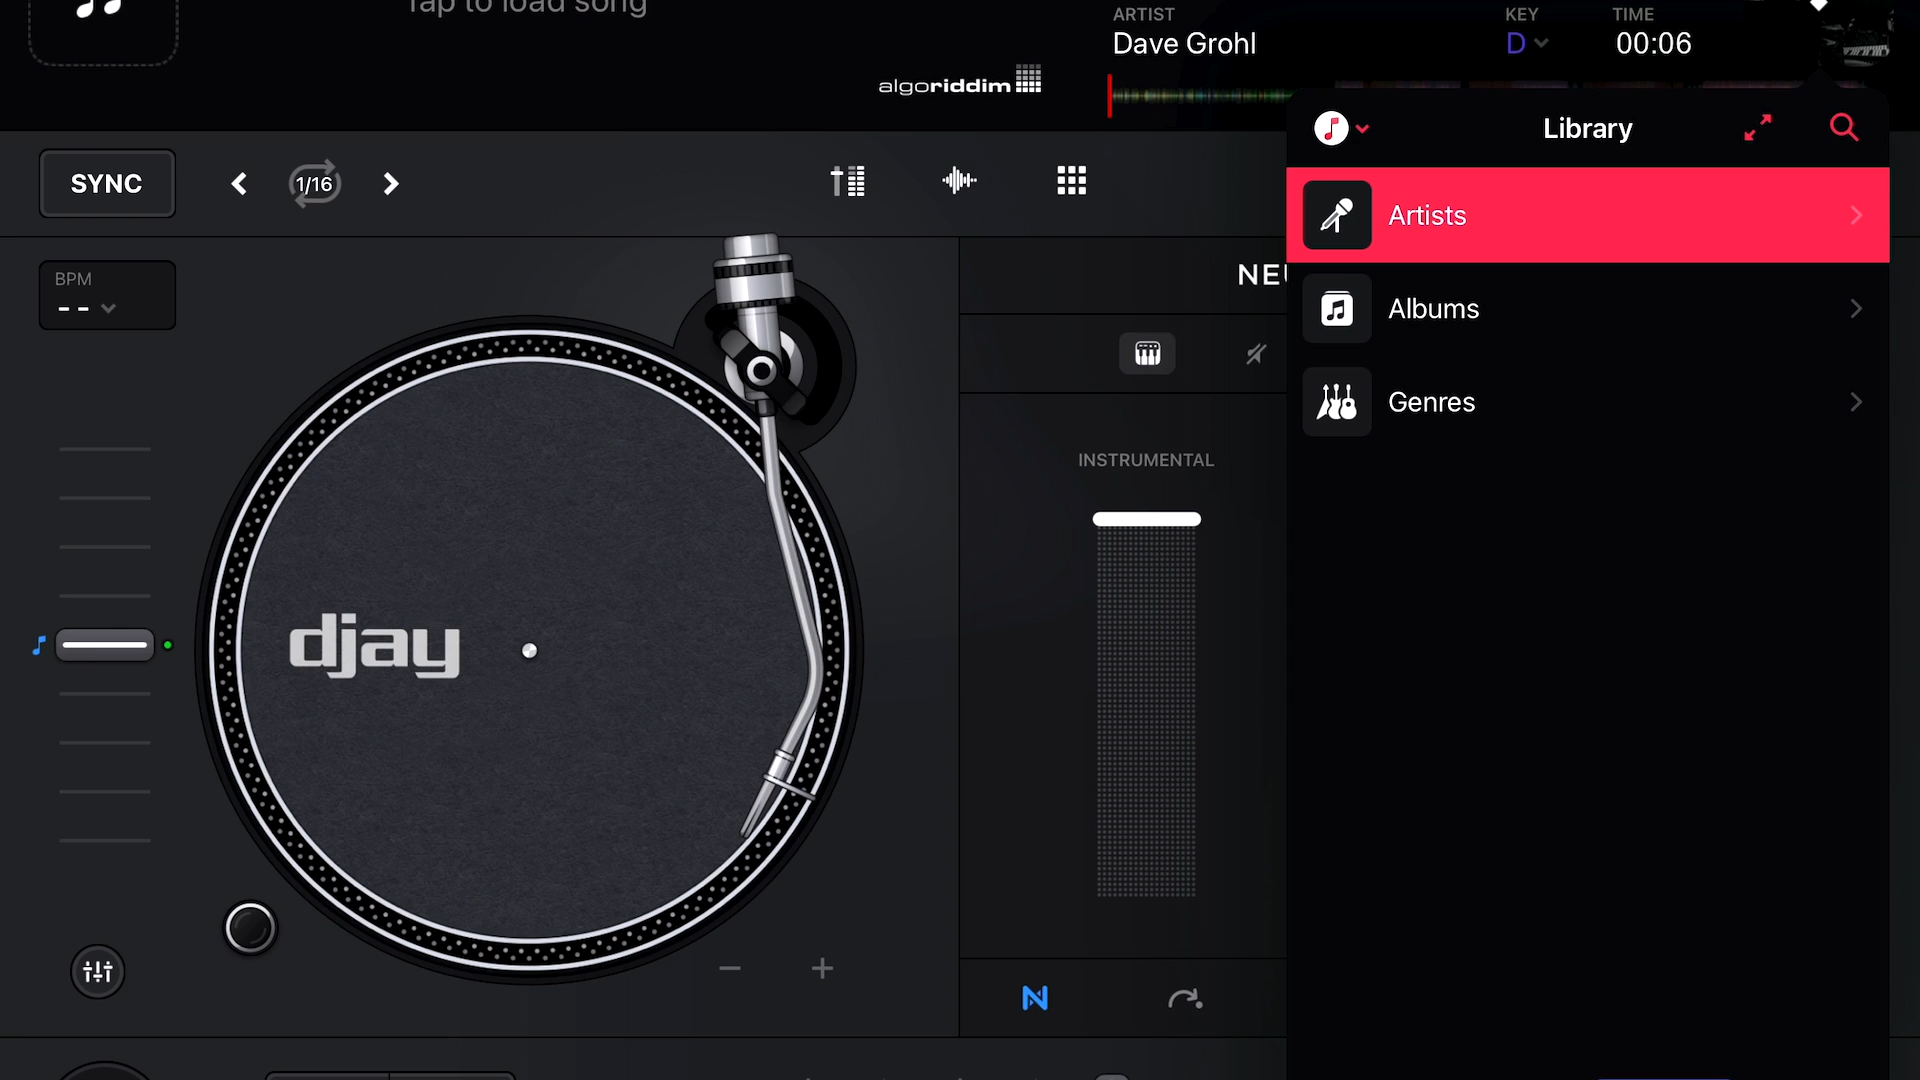 Tap to load song
ARTIST
Dave Grohl
KEY
D
TIME
00:06
algoriddim
Library
SYNC
1/16
Artists
BPM
--
Albums
Genres
INSTRUMENTAL
djay